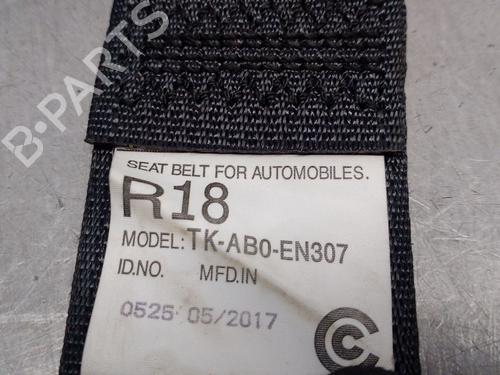 B-PARTS
SEAT BELT FOR AUTOMOBILES.
R18
MODEL: TK-AB0-EN307
ID.NO. MFD.IN
0525 05/2017
C